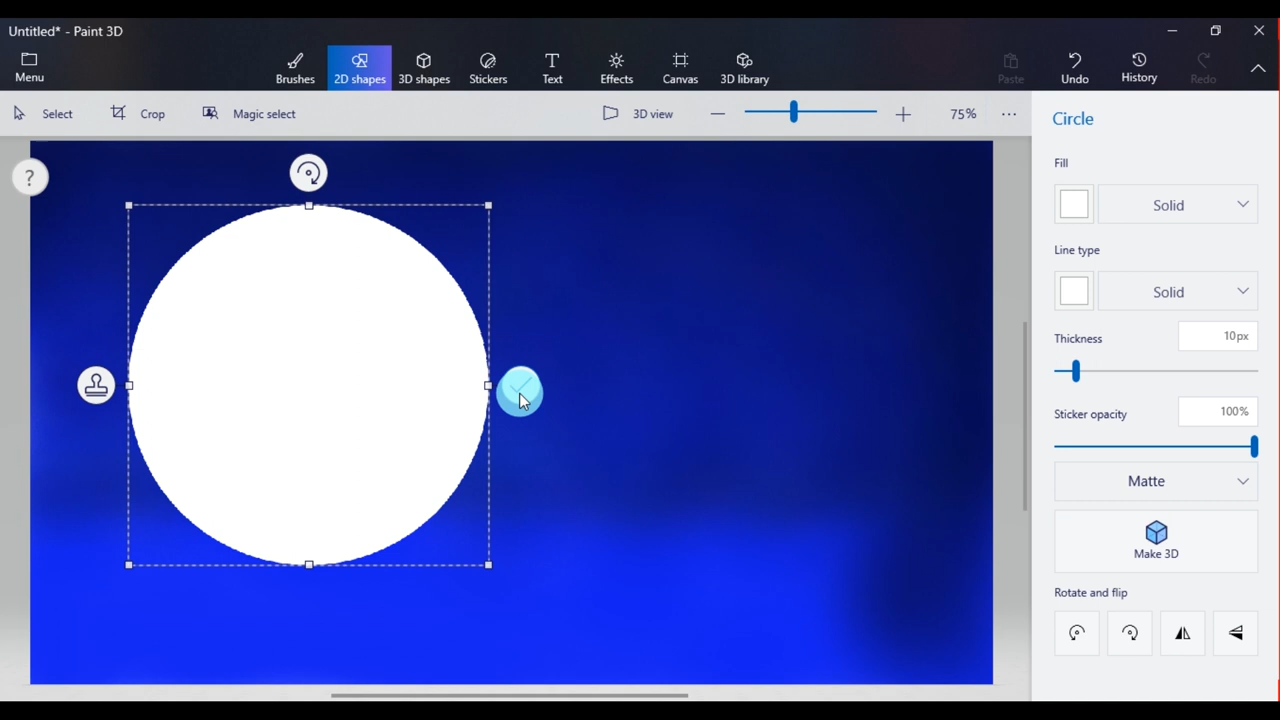 Untitled* - Paint 3D
Menu Brushes 2D shapes 3D shapes Stickers Text Effects Canvas 3D library Paste Undo History Redo
Select Crop Magic select 3D view 75%
Circle
?
Fill
Solid
Line type
Solid
Thickness 10px
Sticker opacity 100%
Matte
Make 3D
Rotate and flip